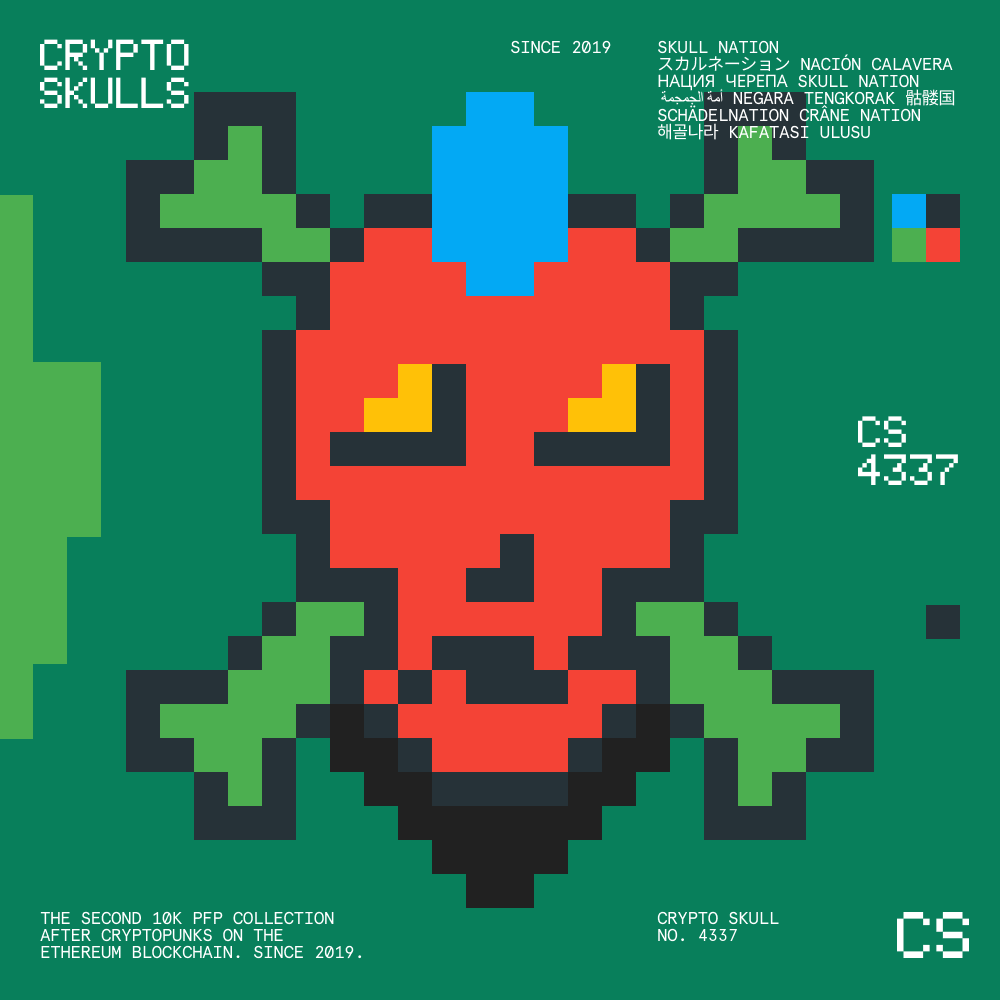 CRYPTO
SKULLS
SINCE 2019
SKULL NATION
スカルネーション NACIÓN CALAVERA
НАЦИЯ ЧЕРЕПА SKULL NATION
أمة الجمجمة NEGARA TENGKORAK 骷髅国
SCHÄDELNATION CRÂNE NATION
해골나라 KAFATASI ULUSU
CS
4337
THE SECOND 10K PFP COLLECTION
AFTER CRYPTOPUNKS ON THE
ETHEREUM BLOCKCHAIN. SINCE 2019.
CRYPTO SKULL
NO. 4337
CS